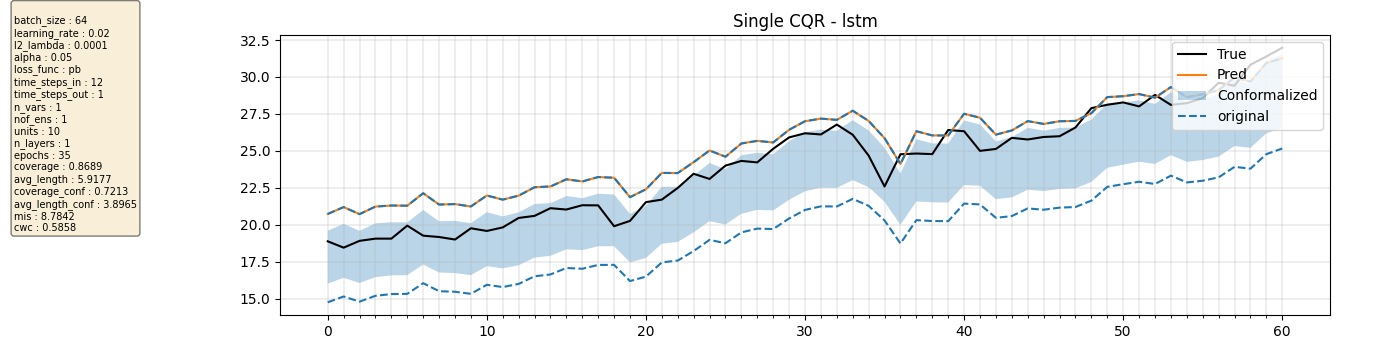 batch_size : 64
learning_rate : 0.02
l2_lambda : 0.0001
alpha : 0.05
loss_func : pb
time_steps_in : 12
time_steps_out : 1
n_vars : 1
nof_ens : 1
units : 10
n_layers : 1
epochs : 35
coverage : 0.8689
avg_length : 5.9177
coverage_conf : 0.7213
avg_length_conf : 3.8965
mis : 8.7842
cwc : 0.5858
Single CQR - lstm
32.5
30.0
27.5
25.0
22.5
20.0
17.5
15.0
0 10 20 30 40 50 60
True
Pred
Conformalized
original